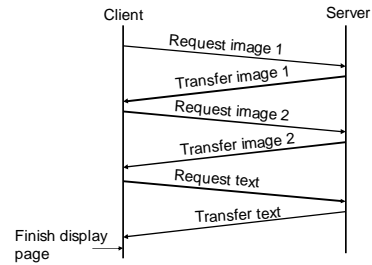 Client
Server
Request image 1
Transfer image 1
Request image 2
Transfer image 2
Request text
Transfer text
Finish display
page